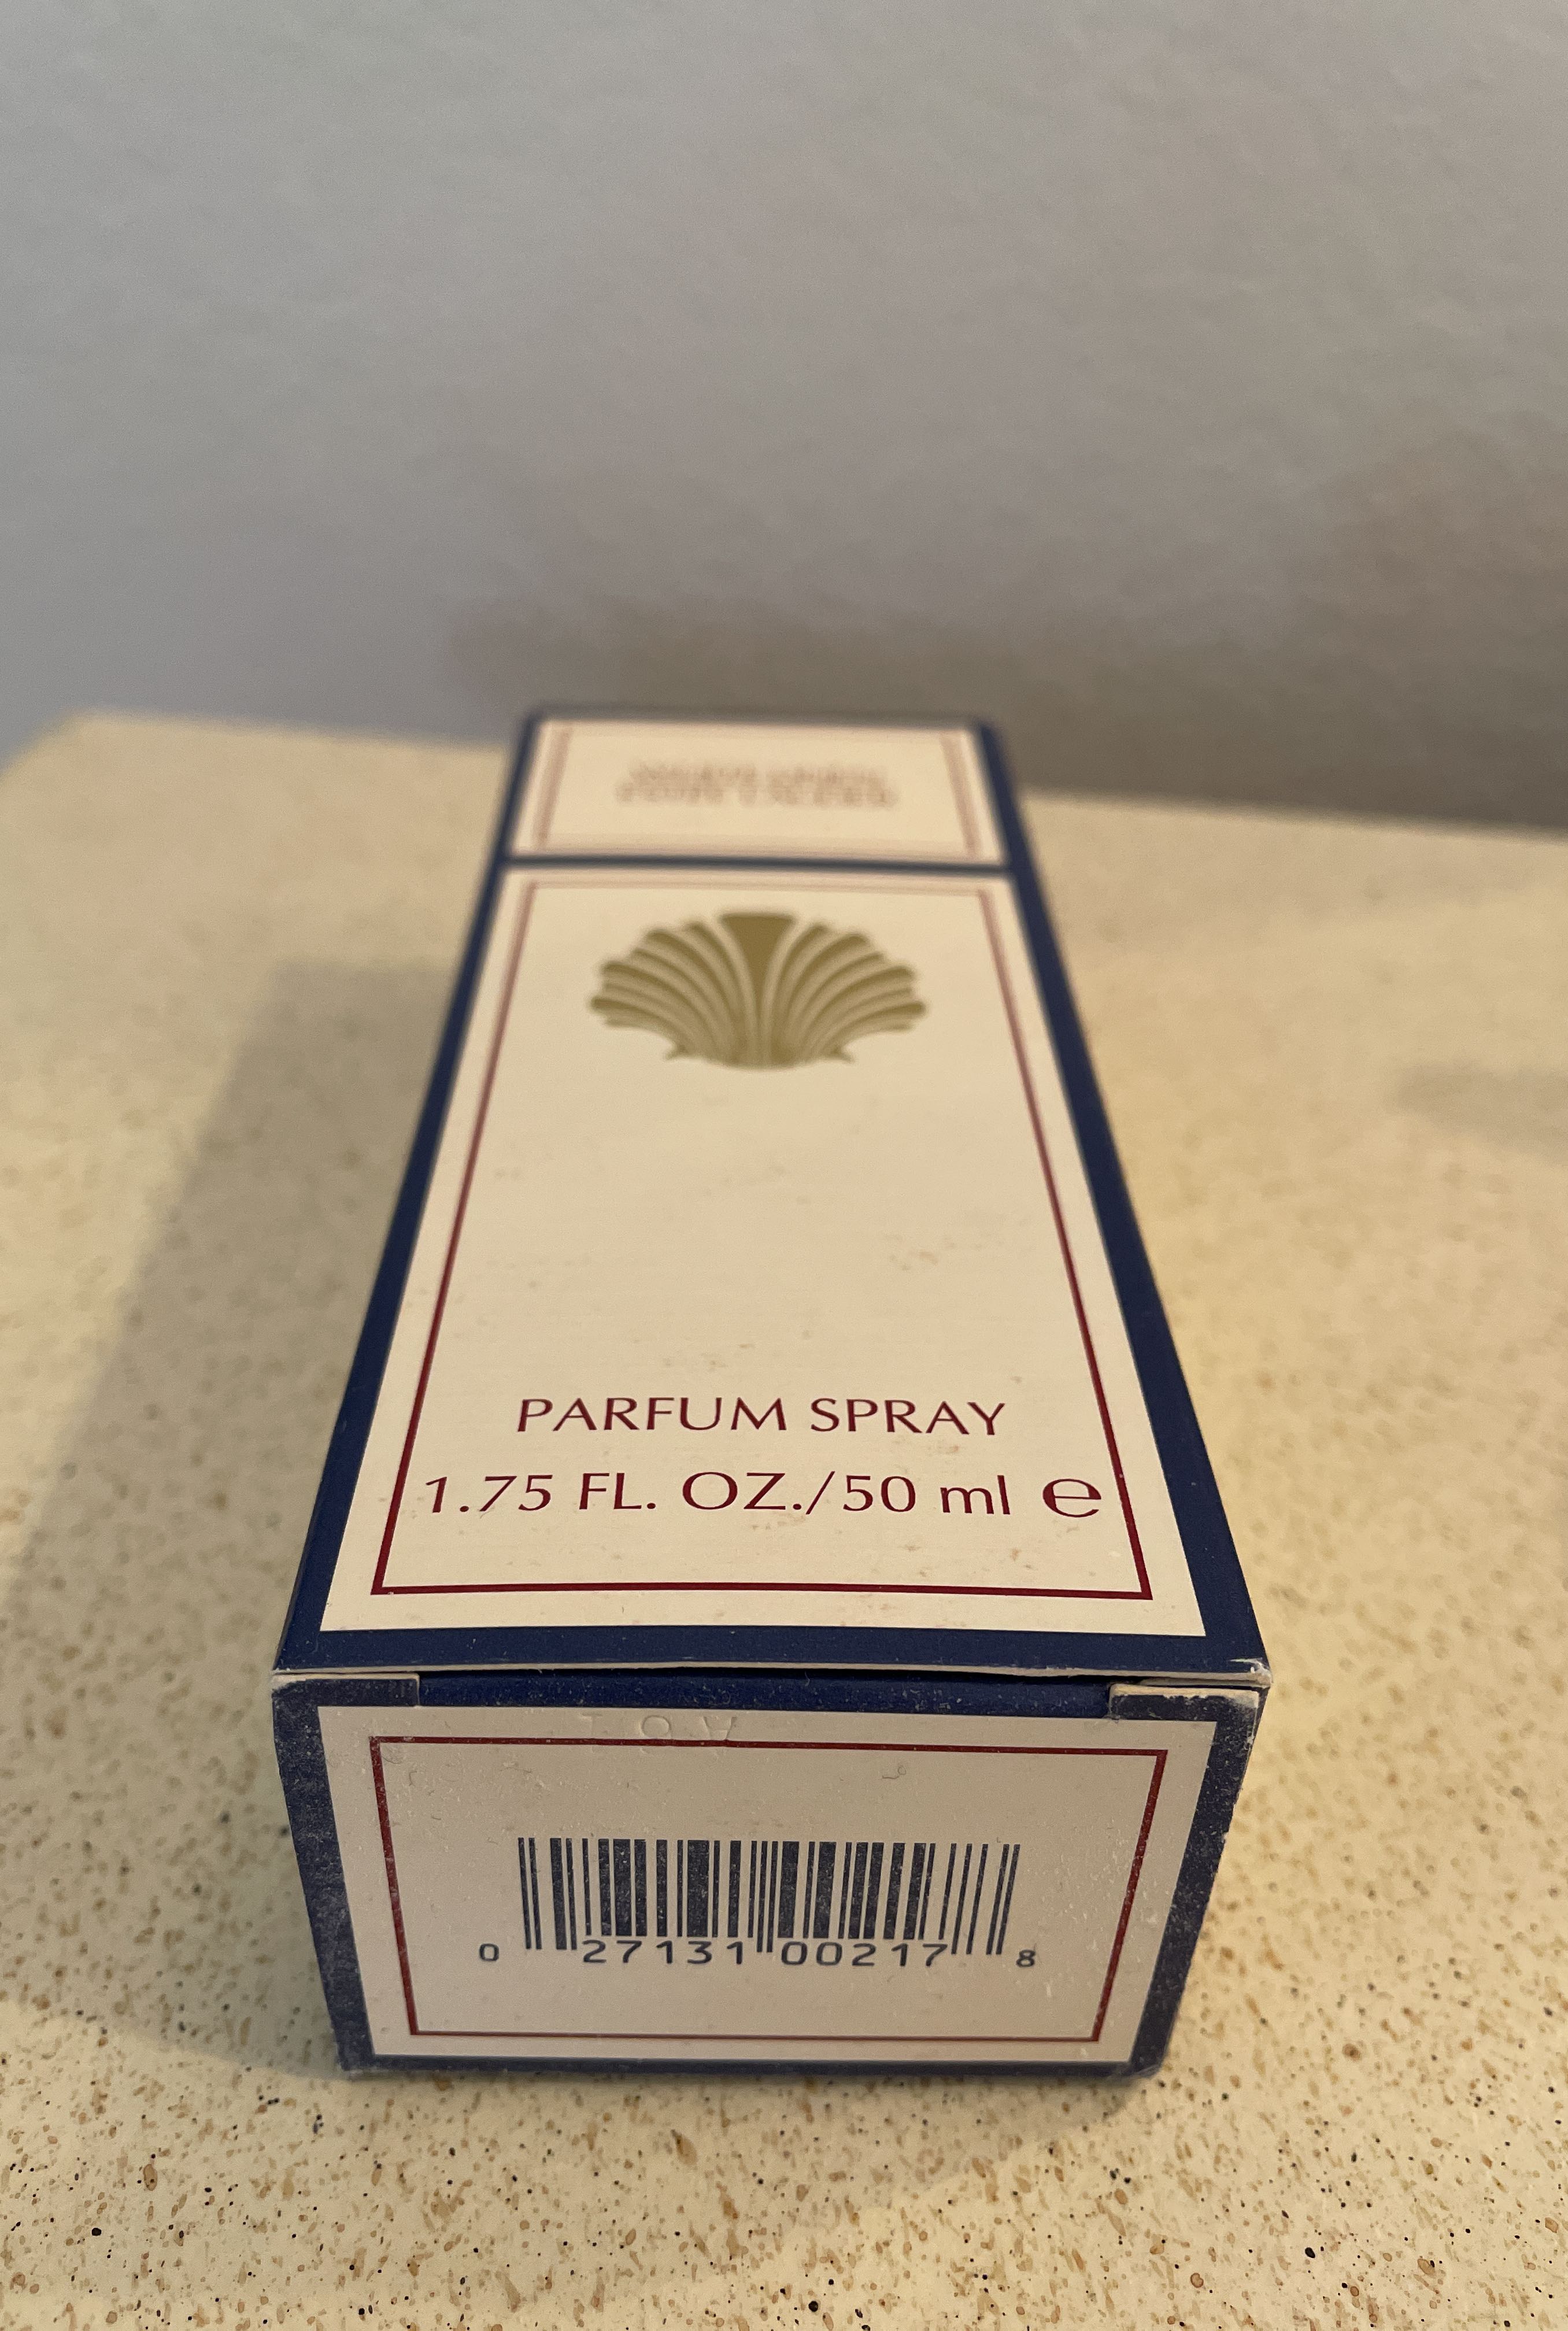 PARFUM SPRAY
1.75 FL. OZ./50 ml ℮
0 27131 00217 8